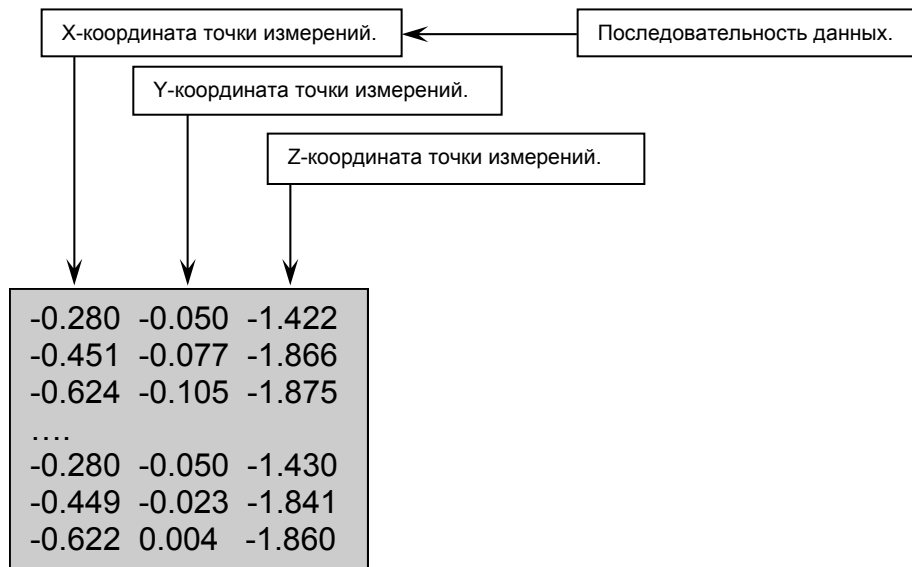 X-координата точки измерений.
Последовательность данных.
Y-координата точки измерений.
Z-координата точки измерений.
-0.280 -0.050 -1.422
-0.451 -0.077 -1.866
-0.624 -0.105 -1.875
....
-0.280 -0.050 -1.430
-0.449 -0.023 -1.841
-0.622 0.004 -1.860